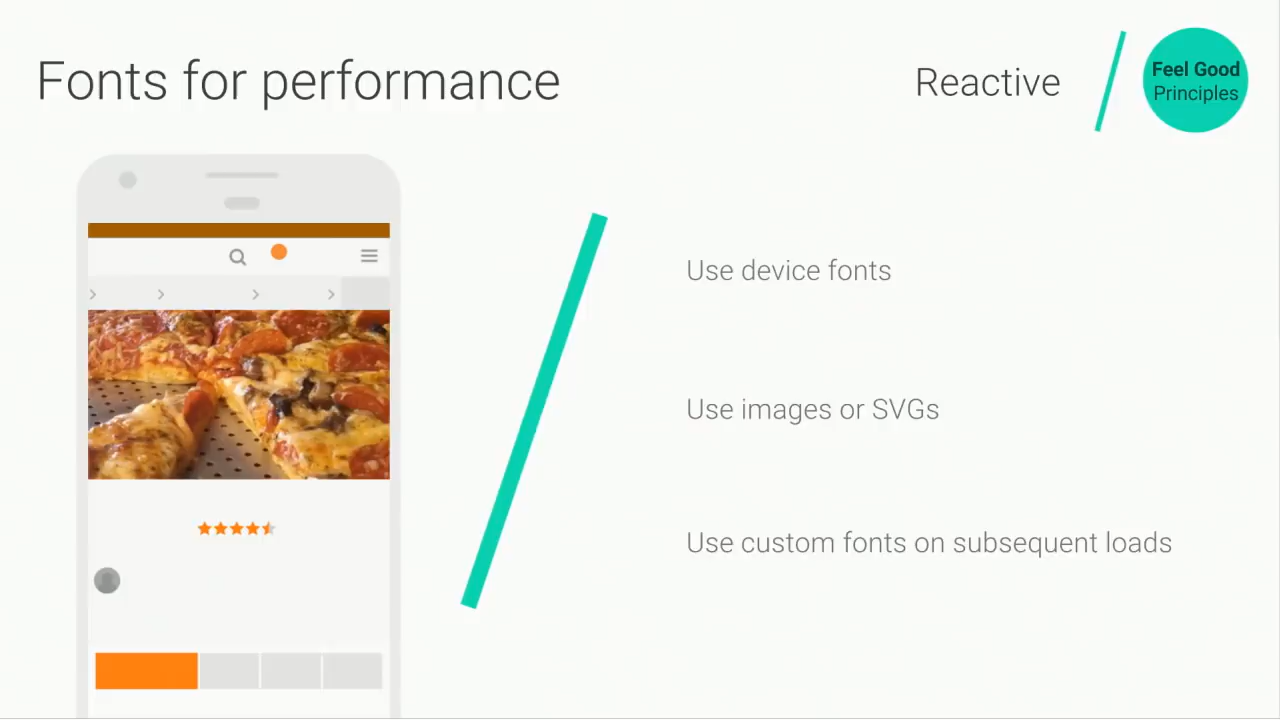 Fonts for performance
Reactive
Feel Good
Principles
Use device fonts
Use images or SVGs
Use custom fonts on subsequent loads